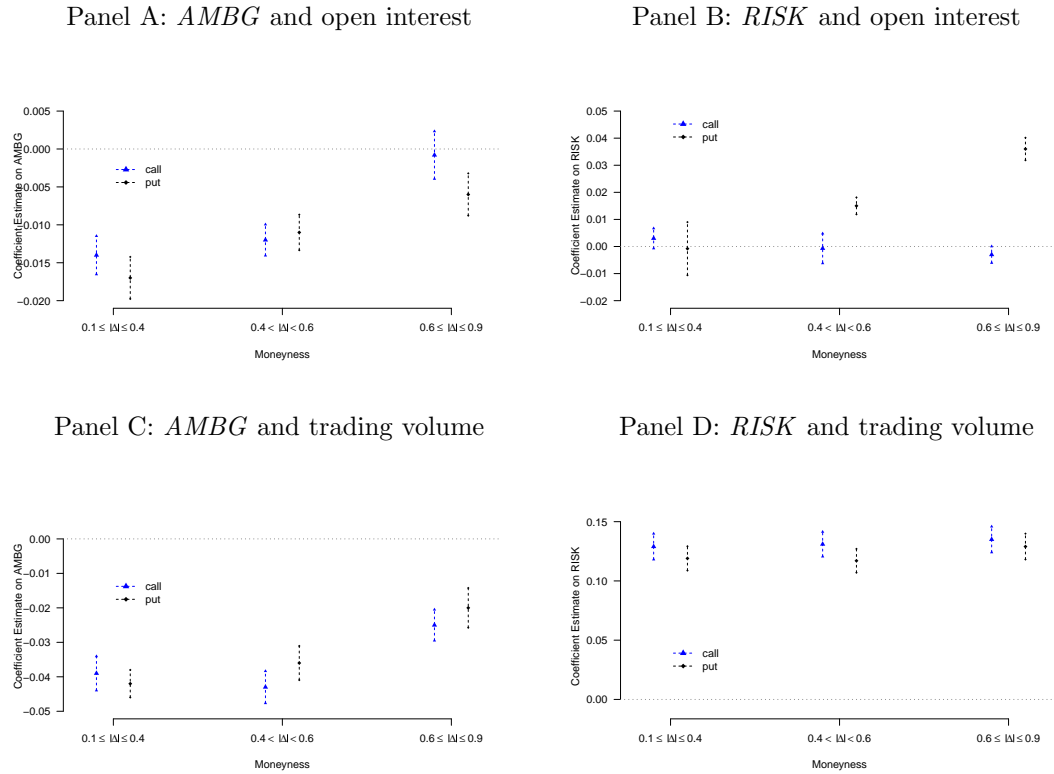 Panel A: AMBG and open interest
Coefficient Estimate on AMBG
0.005
0.000
−0.005
−0.010
−0.015
−0.020
call
put
0.1 ≤ |Δ| ≤ 0.4
0.4 < |Δ| < 0.6
0.6 ≤ |Δ| ≤ 0.9
Moneyness
Panel B: RISK and open interest
Coefficient Estimate on RISK
0.05
0.04
0.03
0.02
0.01
0.00
−0.01
−0.02
call
put
0.1 ≤ |Δ| ≤ 0.4
0.4 < |Δ| < 0.6
0.6 ≤ |Δ| ≤ 0.9
Moneyness
Panel C: AMBG and trading volume
Coefficient Estimate on AMBG
0.00
−0.01
−0.02
−0.03
−0.04
−0.05
call
put
0.1 ≤ |Δ| ≤ 0.4
0.4 < |Δ| < 0.6
0.6 ≤ |Δ| ≤ 0.9
Moneyness
Panel D: RISK and trading volume
Coefficient Estimate on RISK
0.15
0.10
0.05
0.00
call
put
0.1 ≤ |Δ| ≤ 0.4
0.4 < |Δ| < 0.6
0.6 ≤ |Δ| ≤ 0.9
Moneyness